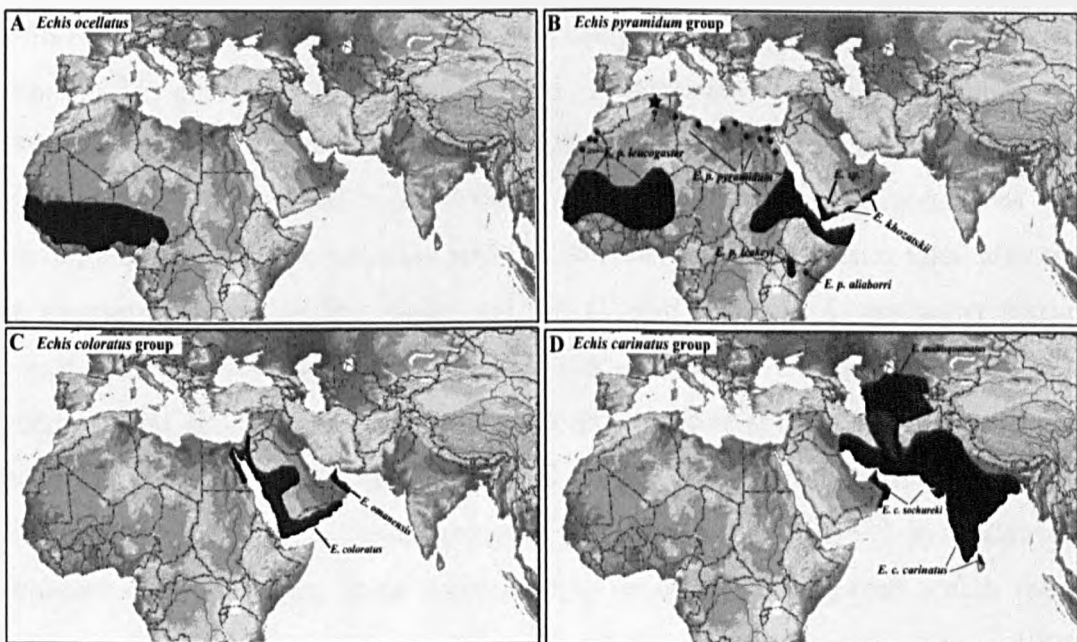 A Echis ocellatus
B Echis pyramidum group
E. p. leucogaster
E. p. pyramidum
E. sp.
E. khozatskii
E. p. leakeyi
E. p. aliaborri
?
C Echis coloratus group
E. omanensis
E. coloratus
D Echis carinatus group
E. multisquamatus
E. c. sochureki
E. c. carinatus